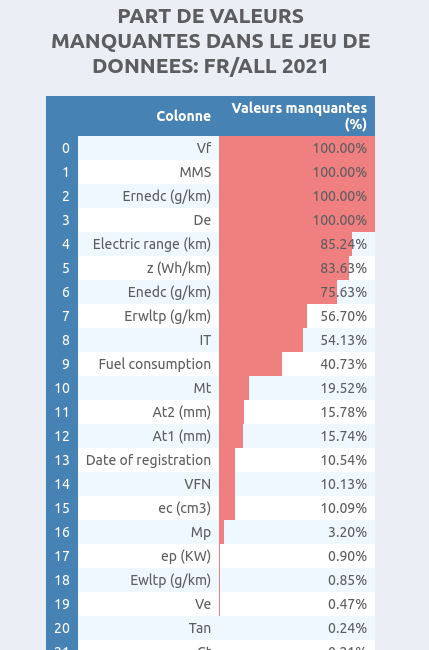 PART DE VALEURS
MANQUANTES DANS LE JEU DE
DONNEES: FR/ALL 2021
Colonne Valeurs manquantes
(%)
0 Vf 100.00%
1 MMS 100.00%
2 Ernedc (g/km) 100.00%
3 De 100.00%
4 Electric range (km) 85.24%
5 z (Wh/km) 83.63%
6 Enedc (g/km) 75.63%
7 Erwltp (g/km) 56.70%
8 IT 54.13%
9 Fuel consumption 40.73%
10 Mt 19.52%
11 At2 (mm) 15.78%
12 At1 (mm) 15.74%
13 Date of registration 10.54%
14 VFN 10.13%
15 ec (cm3) 10.09%
16 Mp 3.20%
17 ep (KW) 0.90%
18 Ewltp (g/km) 0.85%
19 Ve 0.47%
20 Tan 0.24%